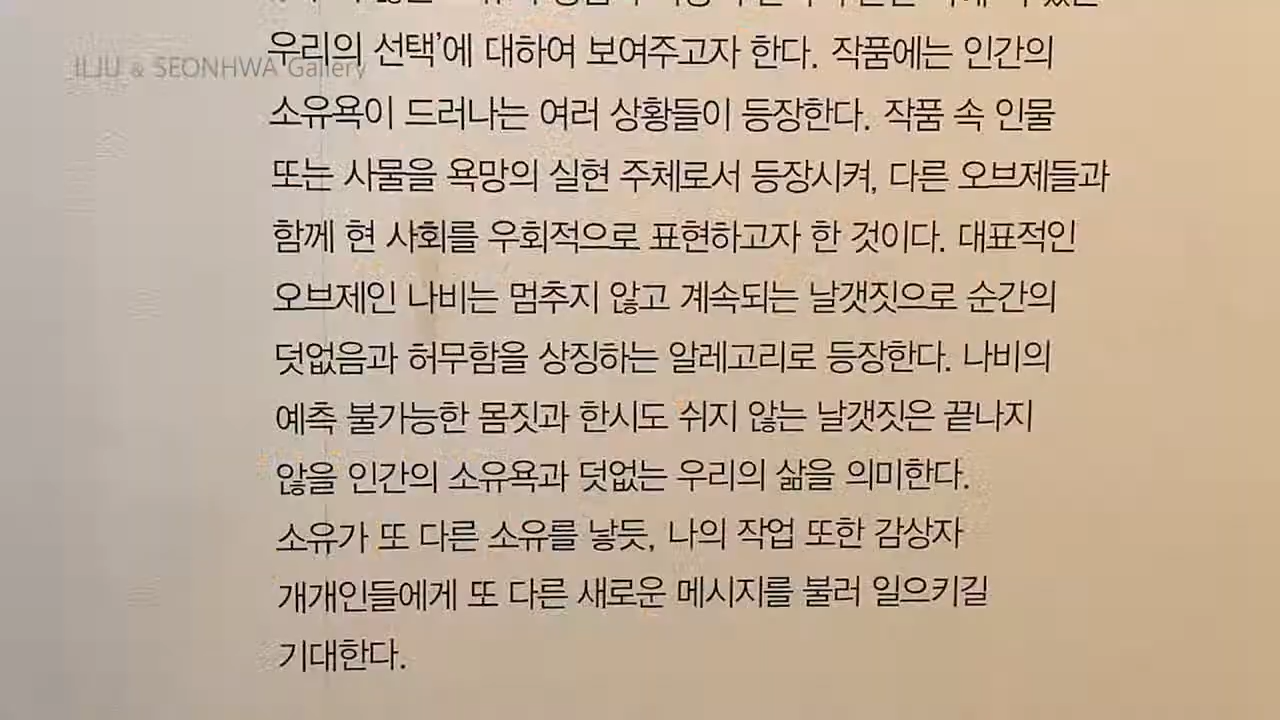 우리의 선택’에 대하여 보여주고자 한다. 작품에는 인간의
ILJU & SEONHWA Gallery
소유욕이 드러나는 여러 상황들이 등장한다. 작품 속 인물
또는 사물을 욕망의 실현 주체로서 등장시켜, 다른 오브제들과
함께 현 사회를 우회적으로 표현하고자 한 것이다. 대표적인
오브제인 나비는 멈추지 않고 계속되는 날갯짓으로 순간의
덧없음과 허무함을 상징하는 알레고리로 등장한다. 나비의
예측 불가능한 몸짓과 한시도 쉬지 않는 날갯짓은 끝나지
않을 인간의 소유욕과 덧없는 우리의 삶을 의미한다.
소유가 또 다른 소유를 낳듯, 나의 작업 또한 감상자
개개인들에게 또 다른 새로운 메시지를 불러 일으키길
기대한다.